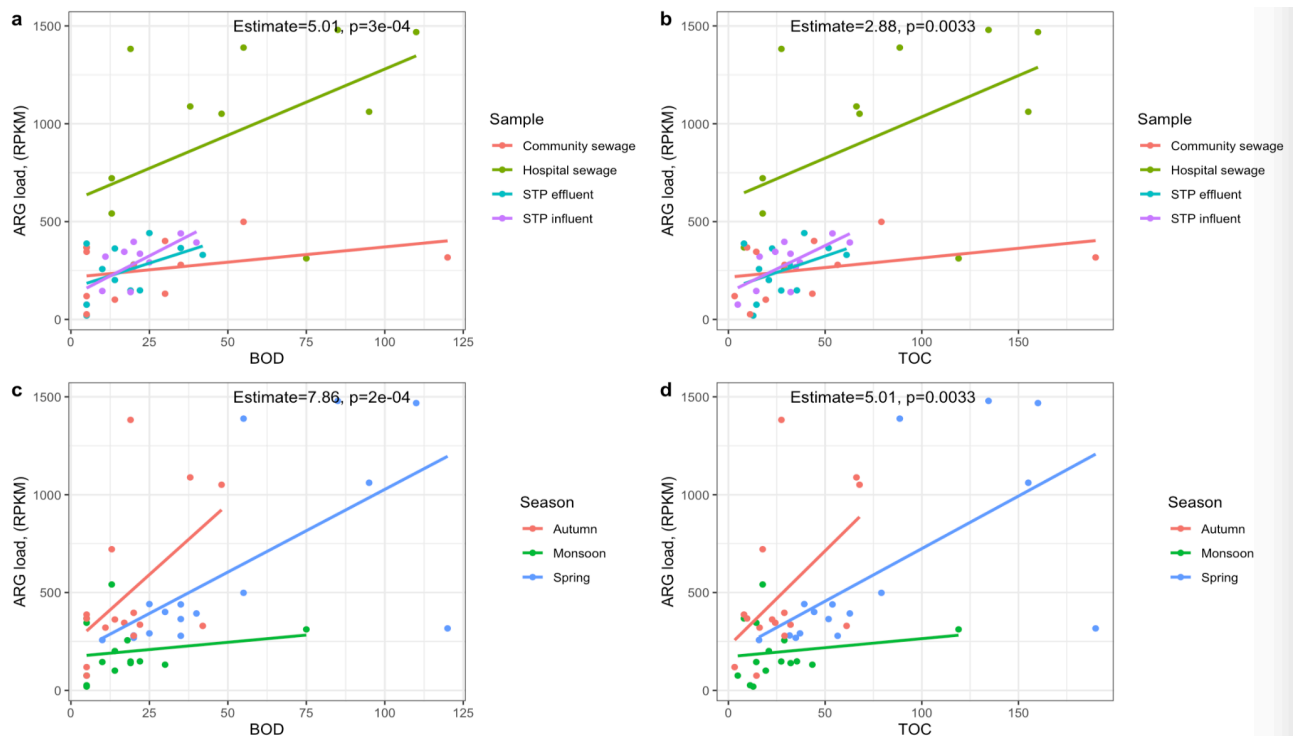 a
Estimate=5.01, p=3e-04
1500
1000
500
0
ARG load, (RPKM)
0 25 50 75 100 125
BOD
Sample
Community sewage
Hospital sewage
STP effluent
STP influent
b
Estimate=2.88, p=0.0033
1500
1000
500
0
ARG load, (RPKM)
0 50 100 150
TOC
Sample
Community sewage
Hospital sewage
STP effluent
STP influent
c
Estimate=7.86, p=2e-04
1500
1000
500
0
ARG load, (RPKM)
0 25 50 75 100 125
BOD
Season
Autumn
Monsoon
Spring
d
Estimate=5.01, p=0.0033
1500
1000
500
0
ARG load, (RPKM)
0 50 100 150
TOC
Season
Autumn
Monsoon
Spring